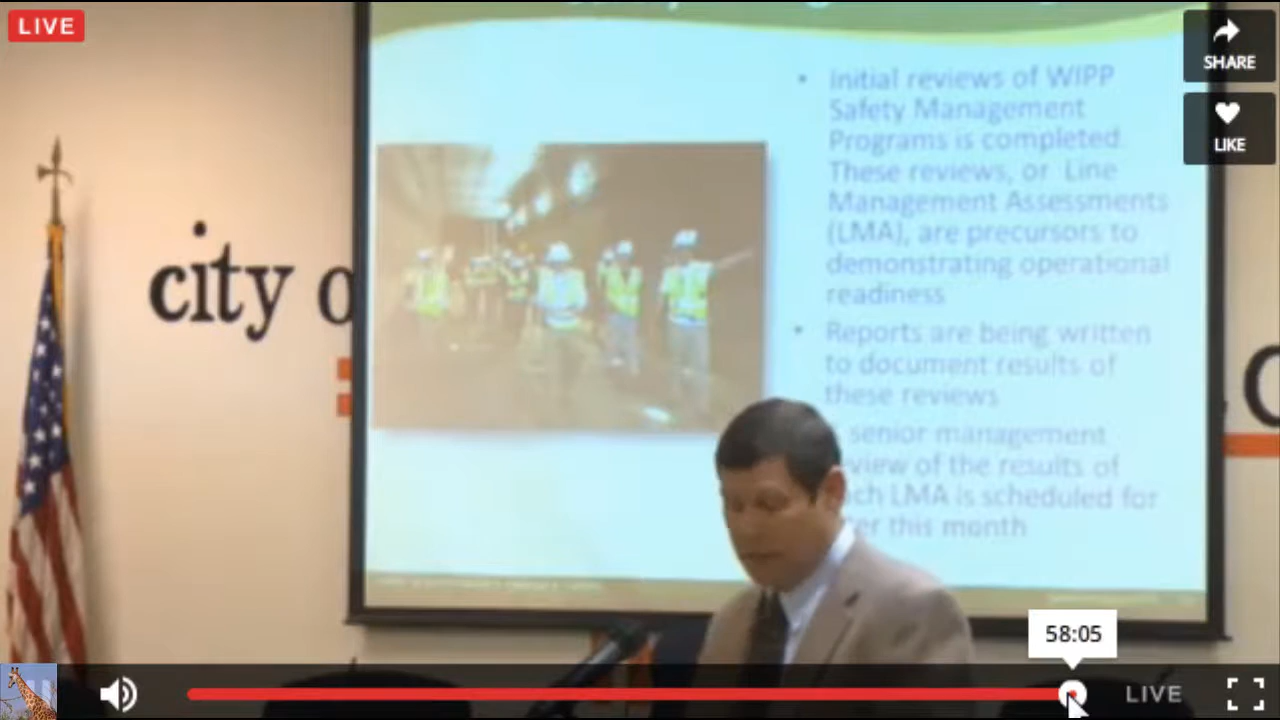 LIVE
SHARE
LIKE
• Initial reviews of WIPP
Safety Management
Programs is completed.
These reviews, or Line
Management Assessments
(LMA), are precursors to
demonstrating operational
readiness
• Reports are being written
to document results of
these reviews
senior management
view of the results of
ch LMA is scheduled for
er this month
city o
58:05
LIVE